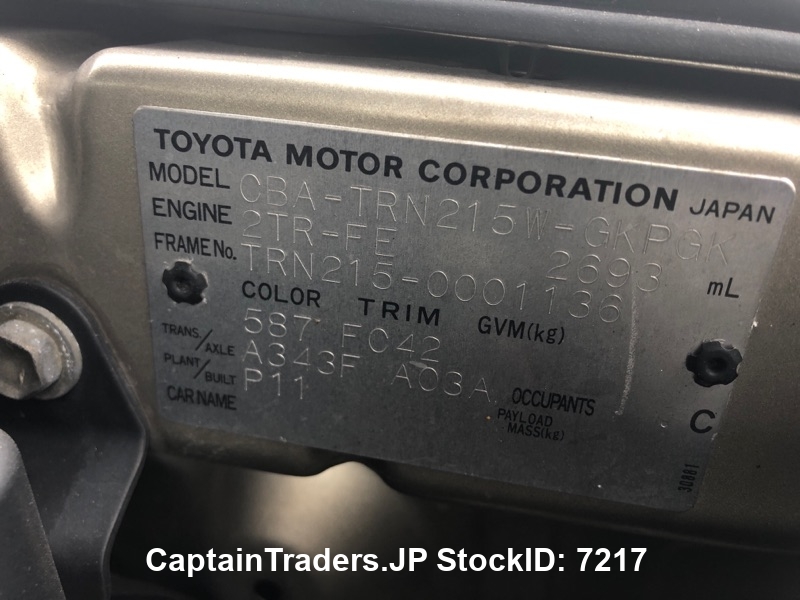 TOYOTA MOTOR CORPORATION JAPAN
MODEL CBA-TRN215W-GKPGK
ENGINE 2TR-FE 2693 mL
FRAME No. TRN215-0001136
COLOR TRIM GVM(kg)
587 FC42
TRANS/AXLE A343F A03A
PLANT/BUILT P11 OCCUPANTS
CAR NAME PAYLOAD MASS(kg) C
30881
CaptainTraders.JP StockID: 7217